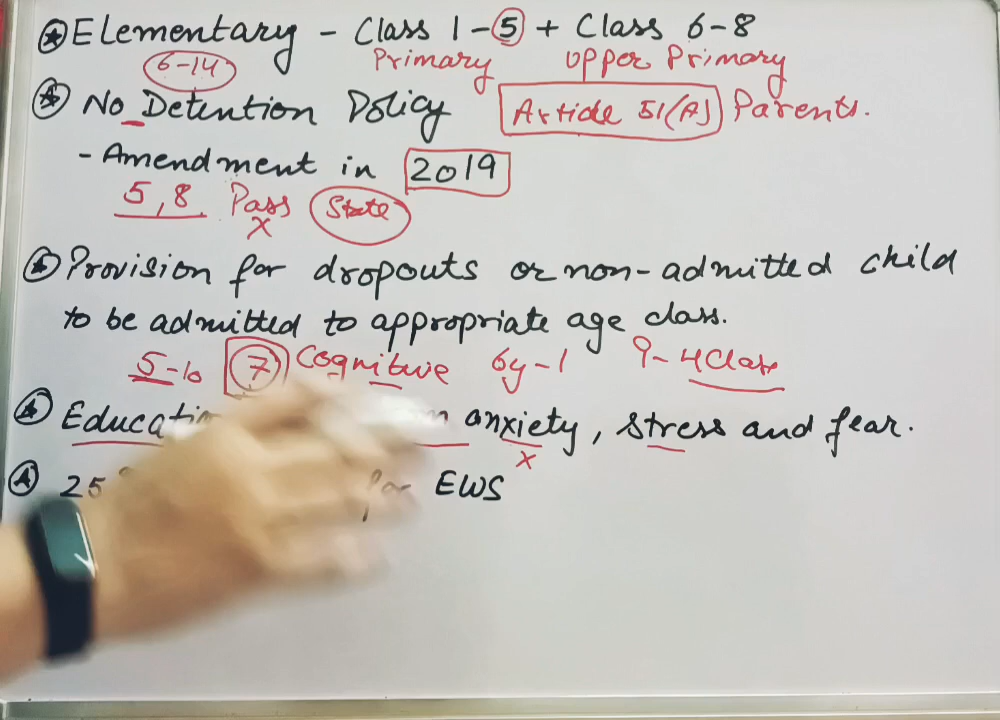 Elementary - Class 1-5 + Class 6-8
6-14 Primary Upper Primary
No Detention Policy Article 51(A) Parents.
- Amendment in 2019
5,8 Pass State
x
Provision for dropouts or non-admitted child
to be admitted to appropriate age class.
5-10 7 Cognitive 6y-1 9-4 Class
anxiety, stress and fear.
x
25 for EWS